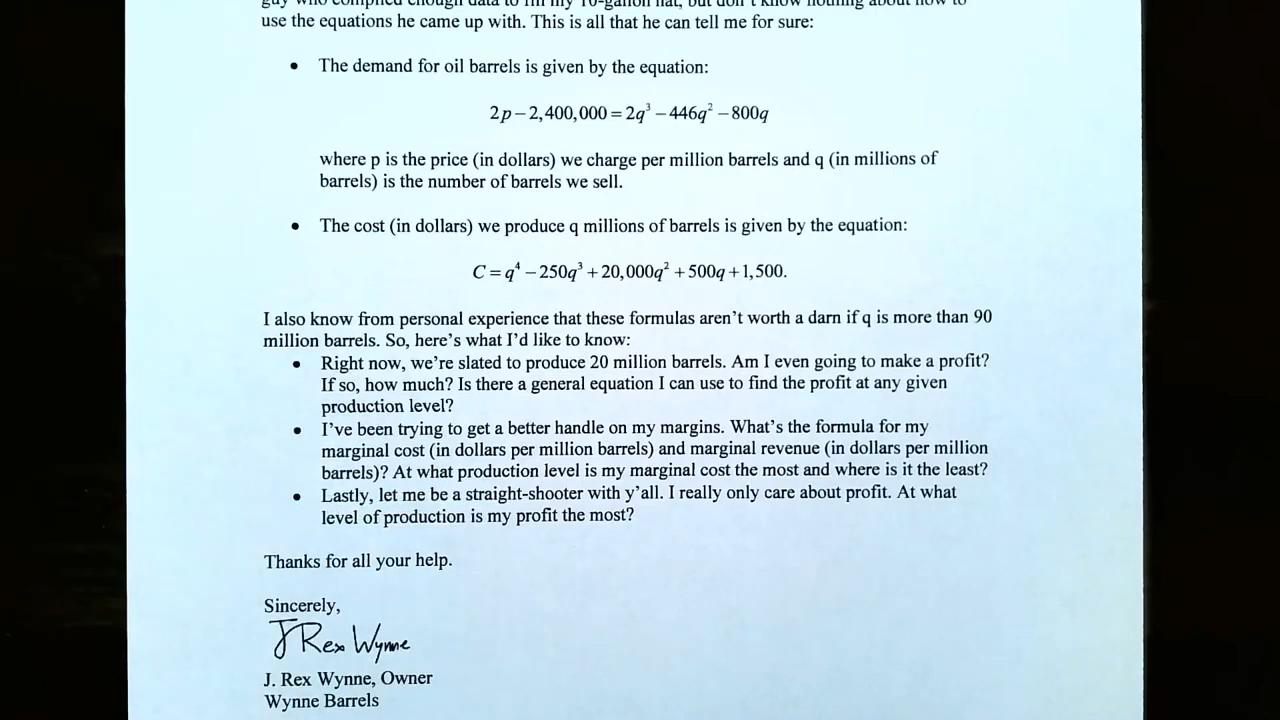 use the equations he came up with. This is all that he can tell me for sure:
• The demand for oil barrels is given by the equation:
2p − 2,400,000 = 2q³ − 446q² − 800q
where p is the price (in dollars) we charge per million barrels and q (in millions of
barrels) is the number of barrels we sell.
• The cost (in dollars) we produce q millions of barrels is given by the equation:
C = q⁴ − 250q³ + 20,000q² + 500q + 1,500.
I also know from personal experience that these formulas aren't worth a darn if q is more than 90
million barrels. So, here's what I'd like to know:
• Right now, we're slated to produce 20 million barrels. Am I even going to make a profit?
If so, how much? Is there a general equation I can use to find the profit at any given
production level?
• I've been trying to get a better handle on my margins. What's the formula for my
marginal cost (in dollars per million barrels) and marginal revenue (in dollars per million
barrels)? At what production level is my marginal cost the most and where is it the least?
• Lastly, let me be a straight-shooter with y'all. I really only care about profit. At what
level of production is my profit the most?
Thanks for all your help.
Sincerely,
J Rex Wynne
J. Rex Wynne, Owner
Wynne Barrels